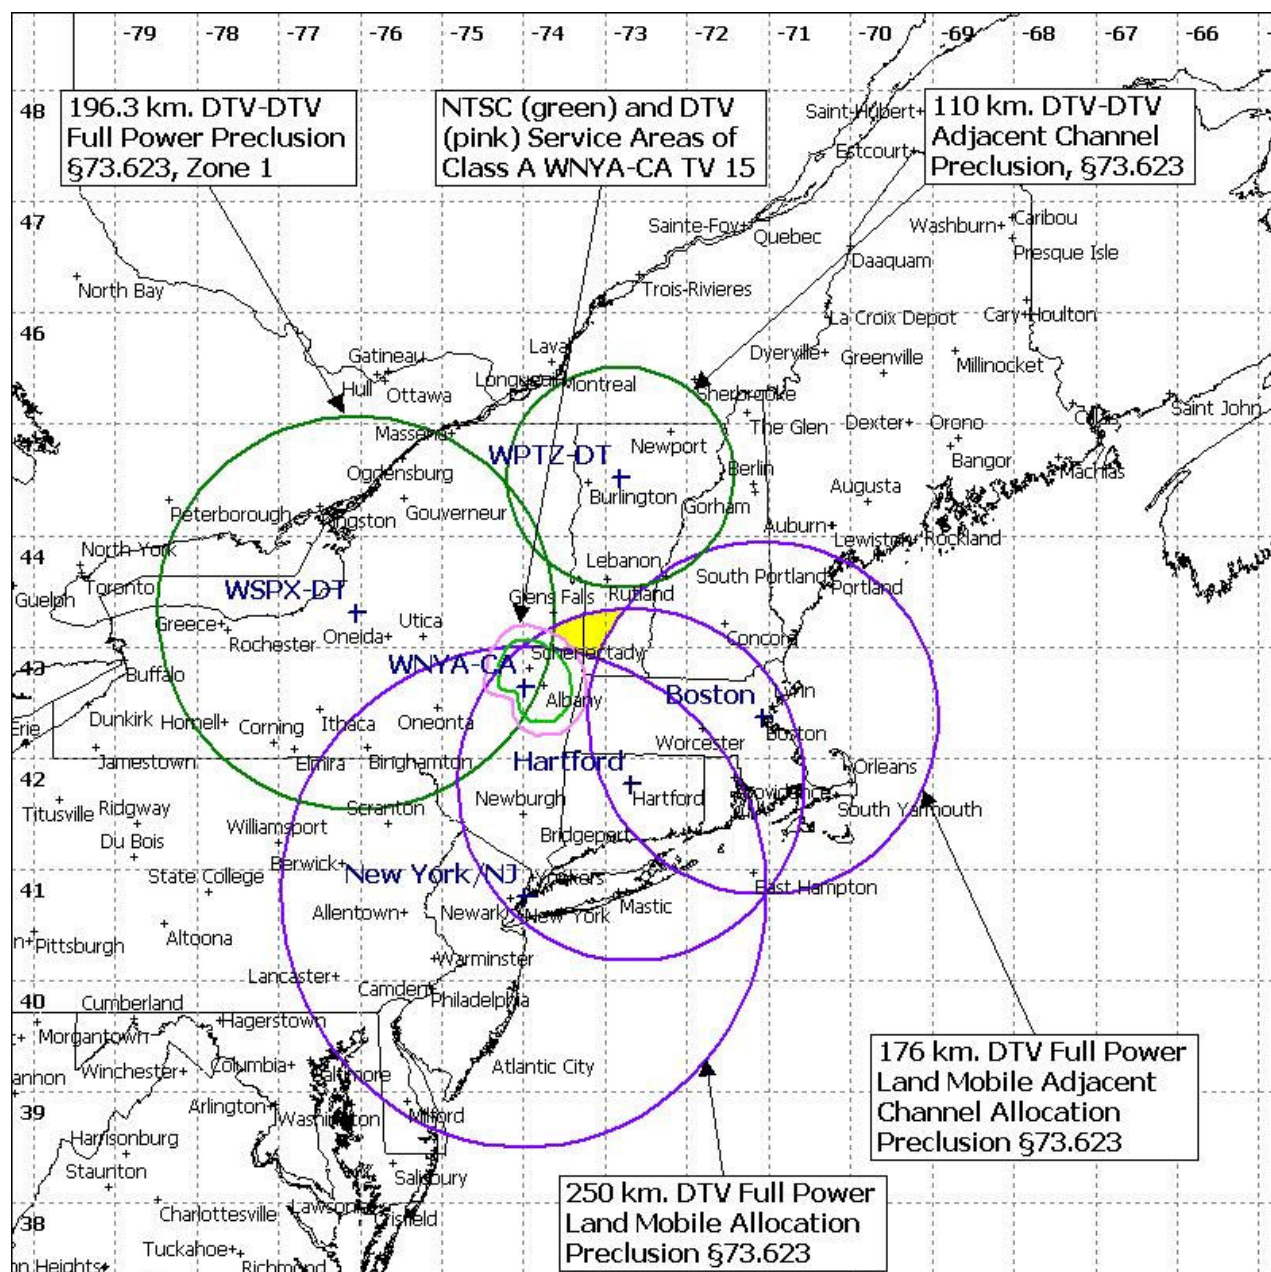 -79 -78 -77 -76 -75 -74 -73 -72 -71 -70 -69 -68 -67 -66
48
196.3 km. DTV-DTV
Full Power Preclusion
§73.623, Zone 1
NTSC (green) and DTV
(pink) Service Areas of
Class A WNYA-CA TV 15
110 km. DTV-DTV
Adjacent Channel
Preclusion, §73.623
Saint-Hubert
Estcourt
47
Sainte-Foy
Quebec
Washburn
Caribou
Presque Isle
Daaquam
North Bay
Trois-Rivieres
46
La Croix Depot
Cary
Houlton
Gatineau
Laval
Dyerville
Greenville
Millinocket
Hull
Ottawa
Montreal
Sherbrooke
Saint John
Massena
The Glen
Dexter
Orono
Newport
WPTZ-DT
Ogdensburg
Berlin
Bangor
Machias
Burlington
Augusta
Peterborough
Kingston
Gouverneur
Gorham
Auburn
44
North York
Lewiston
Rockland
Toronto
Lebanon
South Portland
Portland
Guelph
WSPX-DT
Glens Falls
Rutland
Greece
Rochester
Oneida
Utica
Concord
43
WNYA-CA
Schenectady
Buffalo
Albany
Boston
Erie
Dunkirk
Hornell
Corning
Ithaca
Oneonta
Worcester
Boston
42
Jamestown
Elmira
Binghamton
Hartford
Orleans
Titusville
Ridgway
Scranton
Newburgh
Hartford
Providence
South Yarmouth
Du Bois
Williamsport
Bridgeport
41
Berwick
State College
New York/NJ
Yonkers
East Hampton
Allentown
Newark
New York
Mastic
Pittsburgh
Altoona
Warminster
Lancaster
40
Cumberland
Camden
Philadelphia
Morgantown
Hagerstown
Winchester
Columbia
Baltimore
Atlantic City
176 km. DTV Full Power
Land Mobile Adjacent
Channel Allocation
Preclusion §73.623
39
Arlington
Washington
Milford
Harrisonburg
Staunton
Salisbury
250 km. DTV Full Power
Land Mobile Allocation
Preclusion §73.623
38
Charlottesville
Lawson
Crisfield
Tuckahoe
Richmond
n Heights